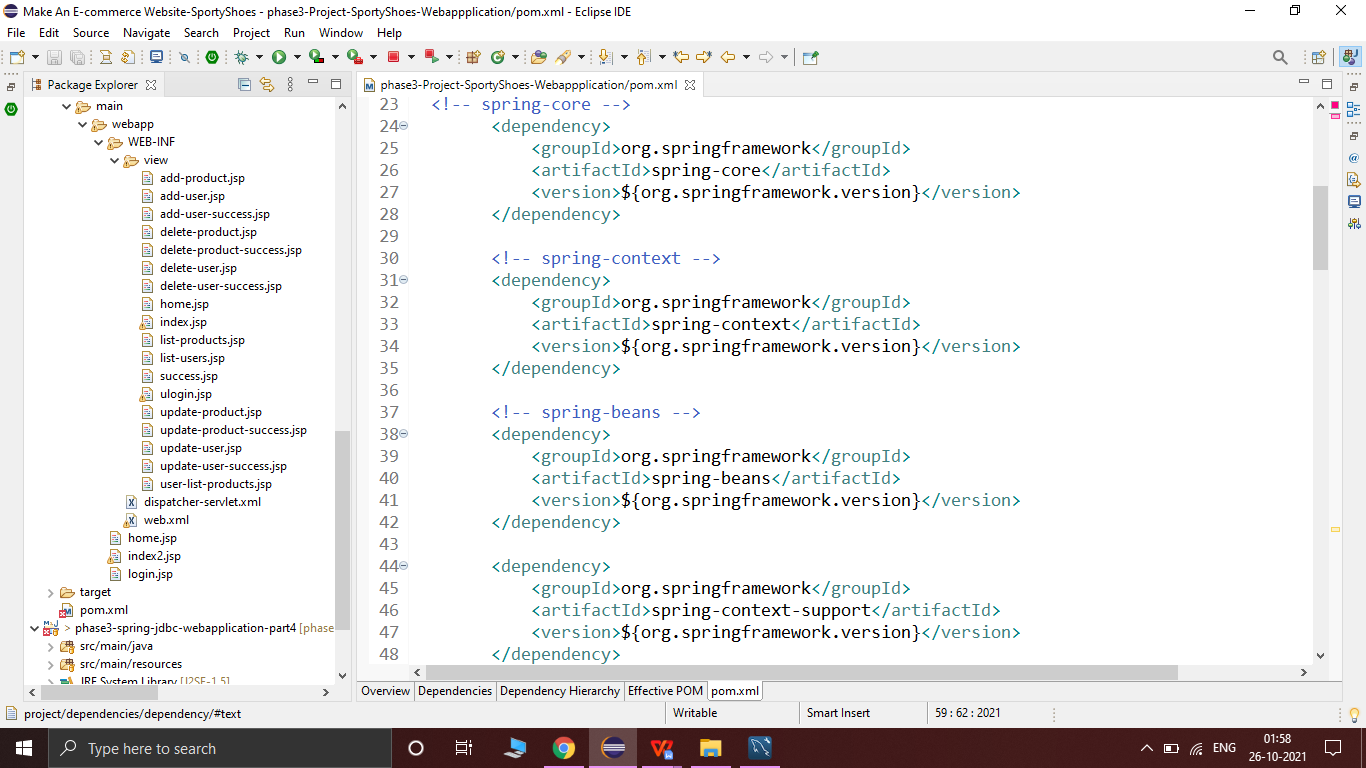 Make An E-commerce Website-SportyShoes - phase3-Project-SportyShoes-Webappplication/pom.xml - Eclipse IDE
File Edit Source Navigate Search Project Run Window Help
Package Explorer
main
webapp
WEB-INF
view
add-product.jsp
add-user.jsp
add-user-success.jsp
delete-product.jsp
delete-product-success.jsp
delete-user.jsp
delete-user-success.jsp
home.jsp
index.jsp
list-products.jsp
list-users.jsp
success.jsp
ulogin.jsp
update-product.jsp
update-product-success.jsp
update-user.jsp
update-user-success.jsp
user-list-products.jsp
dispatcher-servlet.xml
web.xml
home.jsp
index2.jsp
login.jsp
target
pom.xml
> phase3-spring-jdbc-webapplication-part4 [phase
src/main/java
src/main/resources
JRE System Library [J2SE-1.5]
phase3-Project-SportyShoes-Webappplication/pom.xml
23 <!-- spring-core -->
24 <dependency>
25 <groupId>org.springframework</groupId>
26 <artifactId>spring-core</artifactId>
27 <version>${org.springframework.version}</version>
28 </dependency>
29
30 <!-- spring-context -->
31 <dependency>
32 <groupId>org.springframework</groupId>
33 <artifactId>spring-context</artifactId>
34 <version>${org.springframework.version}</version>
35 </dependency>
36
37 <!-- spring-beans -->
38 <dependency>
39 <groupId>org.springframework</groupId>
40 <artifactId>spring-beans</artifactId>
41 <version>${org.springframework.version}</version>
42 </dependency>
43
44 <dependency>
45 <groupId>org.springframework</groupId>
46 <artifactId>spring-context-support</artifactId>
47 <version>${org.springframework.version}</version>
48 </dependency>
Overview Dependencies Dependency Hierarchy Effective POM pom.xml
project/dependencies/dependency/#text Writable Smart Insert 59 : 62 : 2021
Type here to search
ENG
01:58
26-10-2021